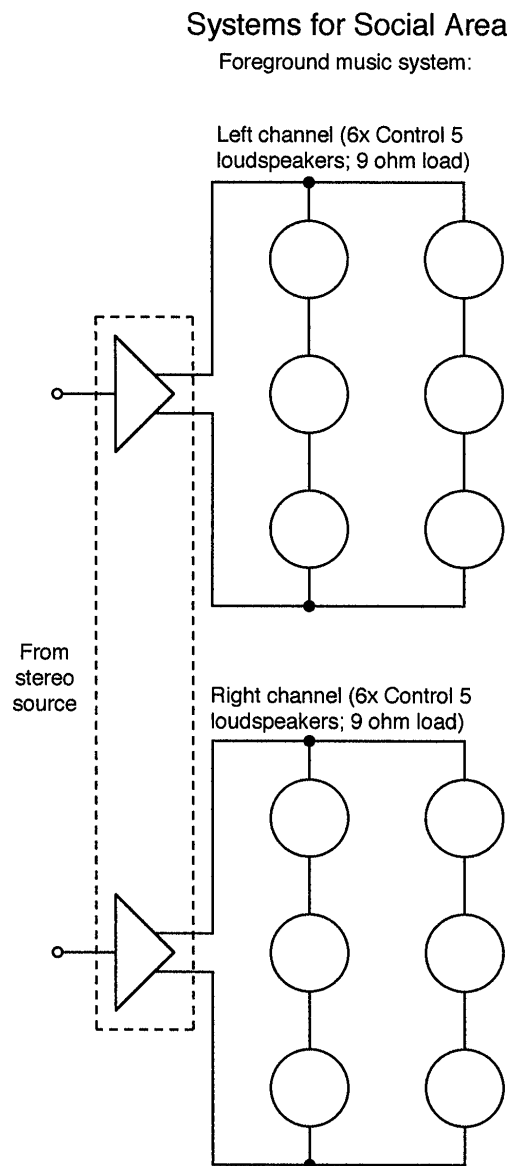 Systems for Social Area
Foreground music system:
Left channel (6x Control 5
loudspeakers; 9 ohm load)
From
stereo
source
Right channel (6x Control 5
loudspeakers; 9 ohm load)